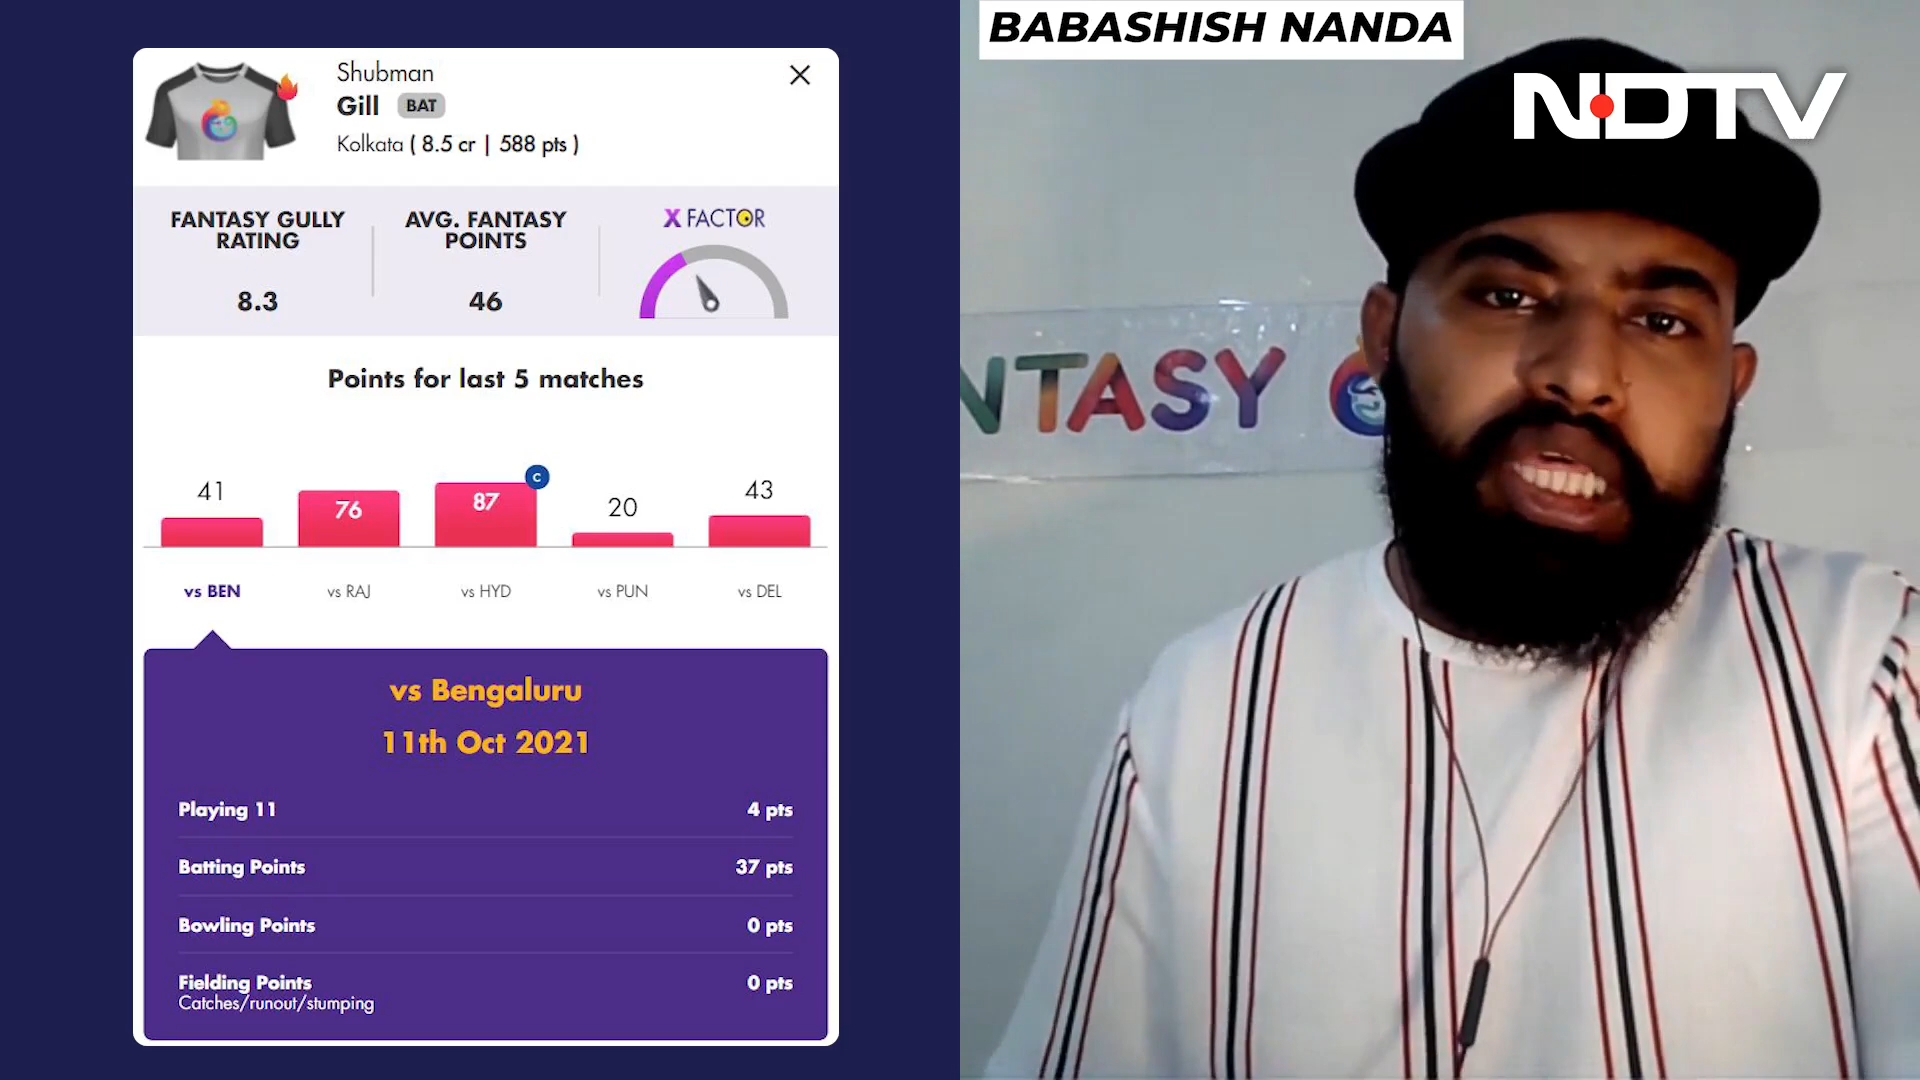 Shubman
Gill BAT
Kolkata ( 8.5 cr | 588 pts )
FANTASY GULLY
RATING
8.3
AVG. FANTASY
POINTS
46
X FACTOR
Points for last 5 matches
41
76
87
C
20
43
vs BEN
vs RAJ
vs HYD
vs PUN
vs DEL
vs Bengaluru
11th Oct 2021
Playing 11 4 pts
Batting Points 37 pts
Bowling Points 0 pts
Fielding Points 0 pts
Catches/runout/stumping
BABASHISH NANDA
NDTV
NTASY G